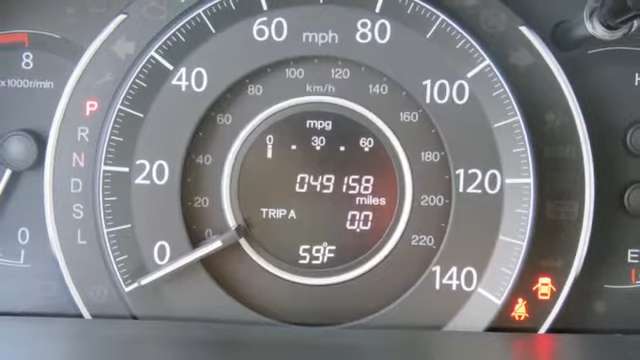 60 mph 80
8
x1000r/min
40
100
20
120
0
140
100 120
80 km/h 140
60 160
40 180
20 200
0 220
mpg
0 30 60
049158
miles
TRIP A 0.0
59°F
P
R
N
D
S
L
0
H
E